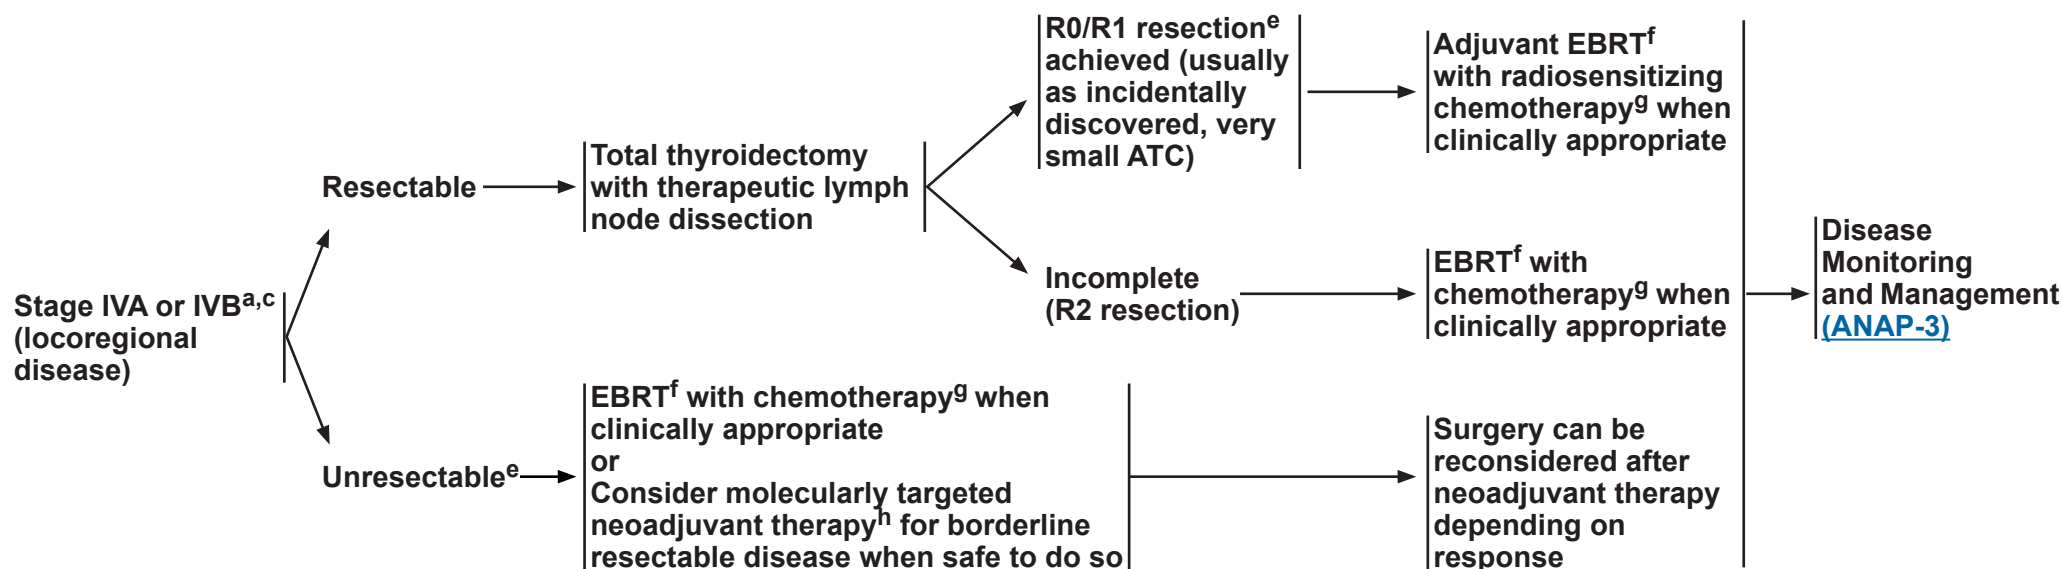 Stage IVA or IVBa,c
(locoregional
disease)
Resectable
Total thyroidectomy
with therapeutic lymph
node dissection
R0/R1 resectione
achieved (usually
as incidentally
discovered, very
small ATC)
Adjuvant EBRTf
with radiosensitizing
chemotherapyg when
clinically appropriate
Incomplete
(R2 resection)
EBRTf with
chemotherapyg when
clinically appropriate
Unresectablee
EBRTf with chemotherapyg when
clinically appropriate
or
Consider molecularly targeted
neoadjuvant therapyh for borderline
resectable disease when safe to do so
Surgery can be
reconsidered after
neoadjuvant therapy
depending on
response
Disease
Monitoring
and Management
(ANAP-3)